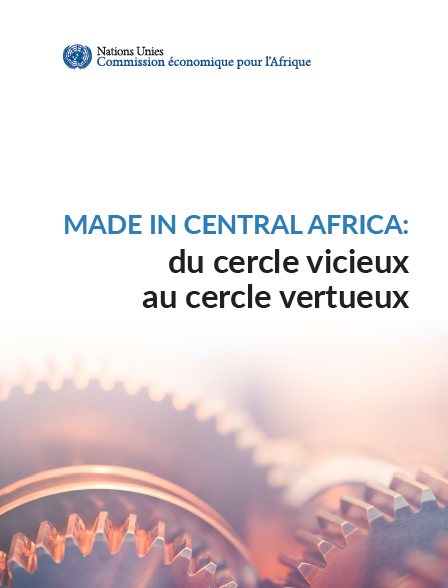 Nations Unies
Commission économique pour l'Afrique
MADE IN CENTRAL AFRICA:
du cercle vicieux
au cercle vertueux